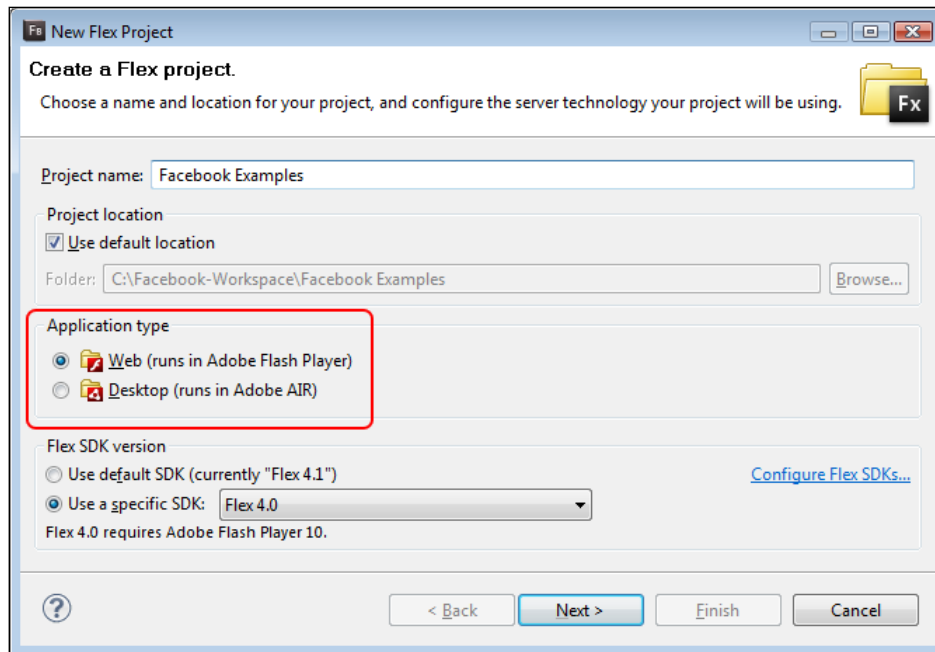 FB New Flex Project
Create a Flex project.
Choose a name and location for your project, and configure the server technology your project will be using.
Fx
Project name: Facebook Examples
Project location
Use default location
Folder: C:\Facebook-Workspace\Facebook Examples Browse...
Application type
Web (runs in Adobe Flash Player)
Desktop (runs in Adobe AIR)
Flex SDK version
Use default SDK (currently "Flex 4.1") Configure Flex SDKs...
Use a specific SDK: Flex 4.0
Flex 4.0 requires Adobe Flash Player 10.
? < Back Next > Finish Cancel